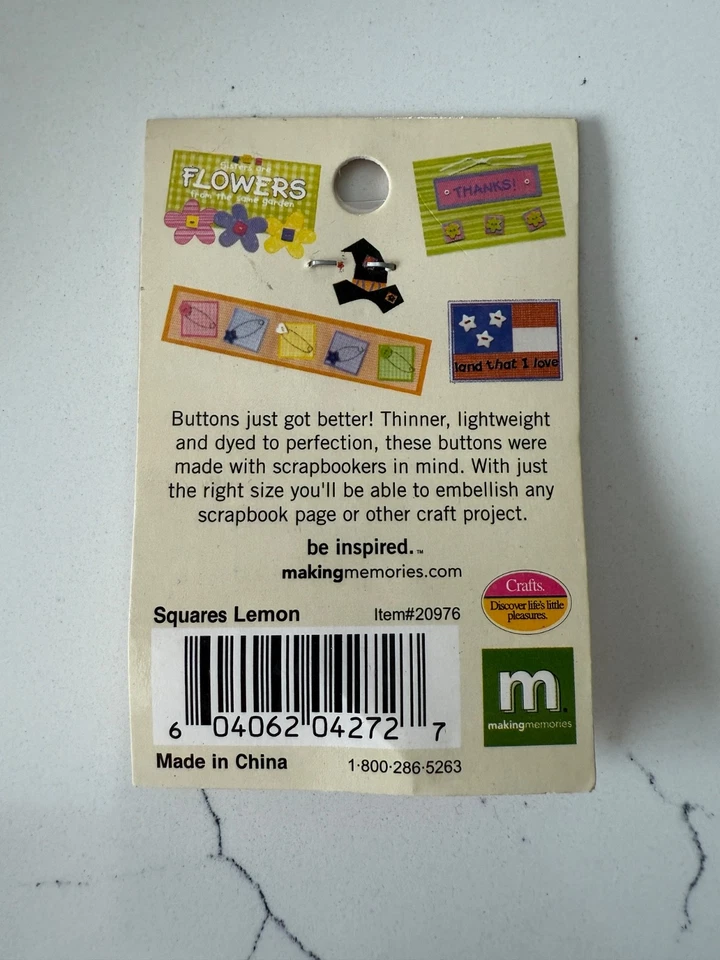 Sisters are
FLOWERS
from the same garden
THANKS!
land that I love
Buttons just got better! Thinner, lightweight
and dyed to perfection, these buttons were
made with scrapbookers in mind. With just
the right size you'll be able to embellish any
scrapbook page or other craft project.
be inspired.™
makingmemories.com
Crafts.
Discover life's little
pleasures.
Squares Lemon Item#20976
6 04062 04272 7
m.
makingmemories
Made in China 1·800·286·5263